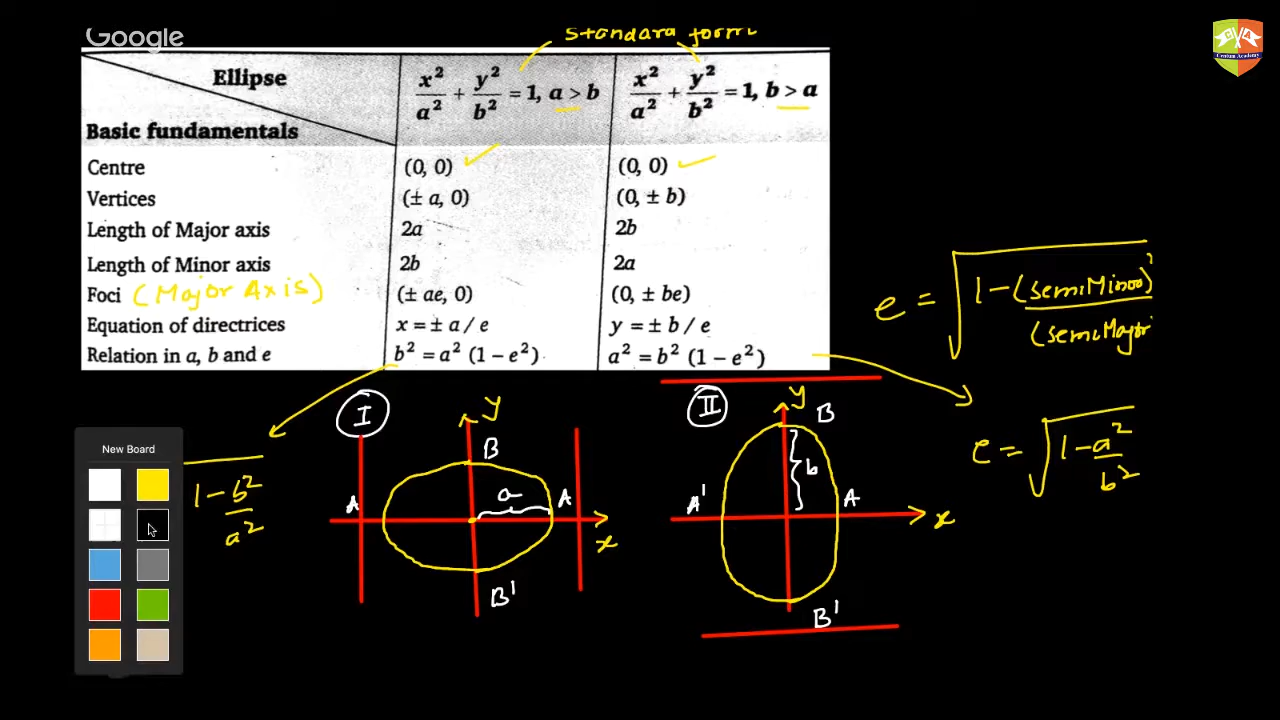 Google
Standard form
Ellipse
x²/a² + y²/b² = 1, a > b
x²/a² + y²/b² = 1, b > a
Basic fundamentals
Centre (0, 0) (0, 0)
Vertices (± a, 0) (0, ± b)
Length of Major axis 2a 2b
Length of Minor axis 2b 2a
Foci (Major Axis) (± ae, 0) (0, ± be)
Equation of directrices x = ± a / e y = ± b / e
Relation in a, b and e b² = a² (1 – e²) a² = b² (1 – e²)
e = √1 - (semiMinor) / (semiMajor
I
y
B
a
A
A
x
B'
II
y
B
b
A'
A
x
B'
e = √1 - a²/b²
1 - b²/a²
New Board
Centum Academy